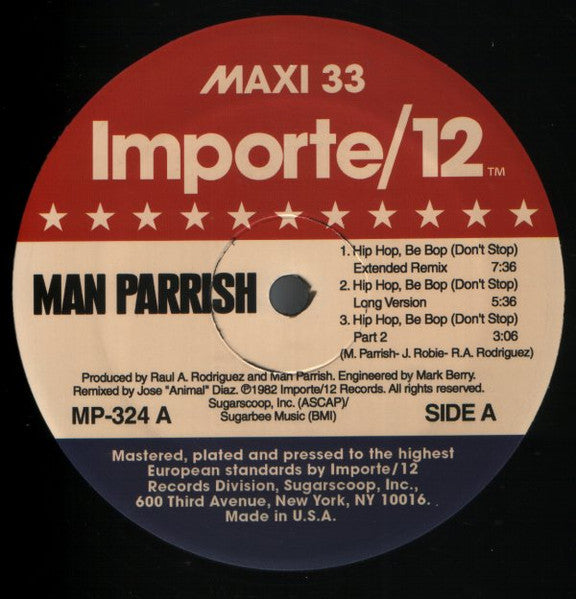 MAXI 33
Importe/12 TM
MAN PARRISH
1. Hip Hop, Be Bop (Don't Stop)
Extended Remix 7:36
2. Hip Hop, Be Bop (Don't Stop)
Long Version 5:36
3. Hip Hop, Be Bop (Don't Stop)
Part 2 3:06
(M. Parrish- J. Robie- R.A. Rodriguez)
Produced by Raul A. Rodriguez and Man Parrish. Engineered by Mark Berry.
Remixed by Jose "Animal" Diaz. ℗1982 Importe/12 Records. All rights reserved.
Sugarscoop, Inc. (ASCAP)/
Sugarbee Music (BMI)
MP-324 A
SIDE A
Mastered, plated and pressed to the highest
European standards by Importe/12
Records Division, Sugarscoop, Inc.,
600 Third Avenue, New York, NY 10016.
Made in U.S.A.